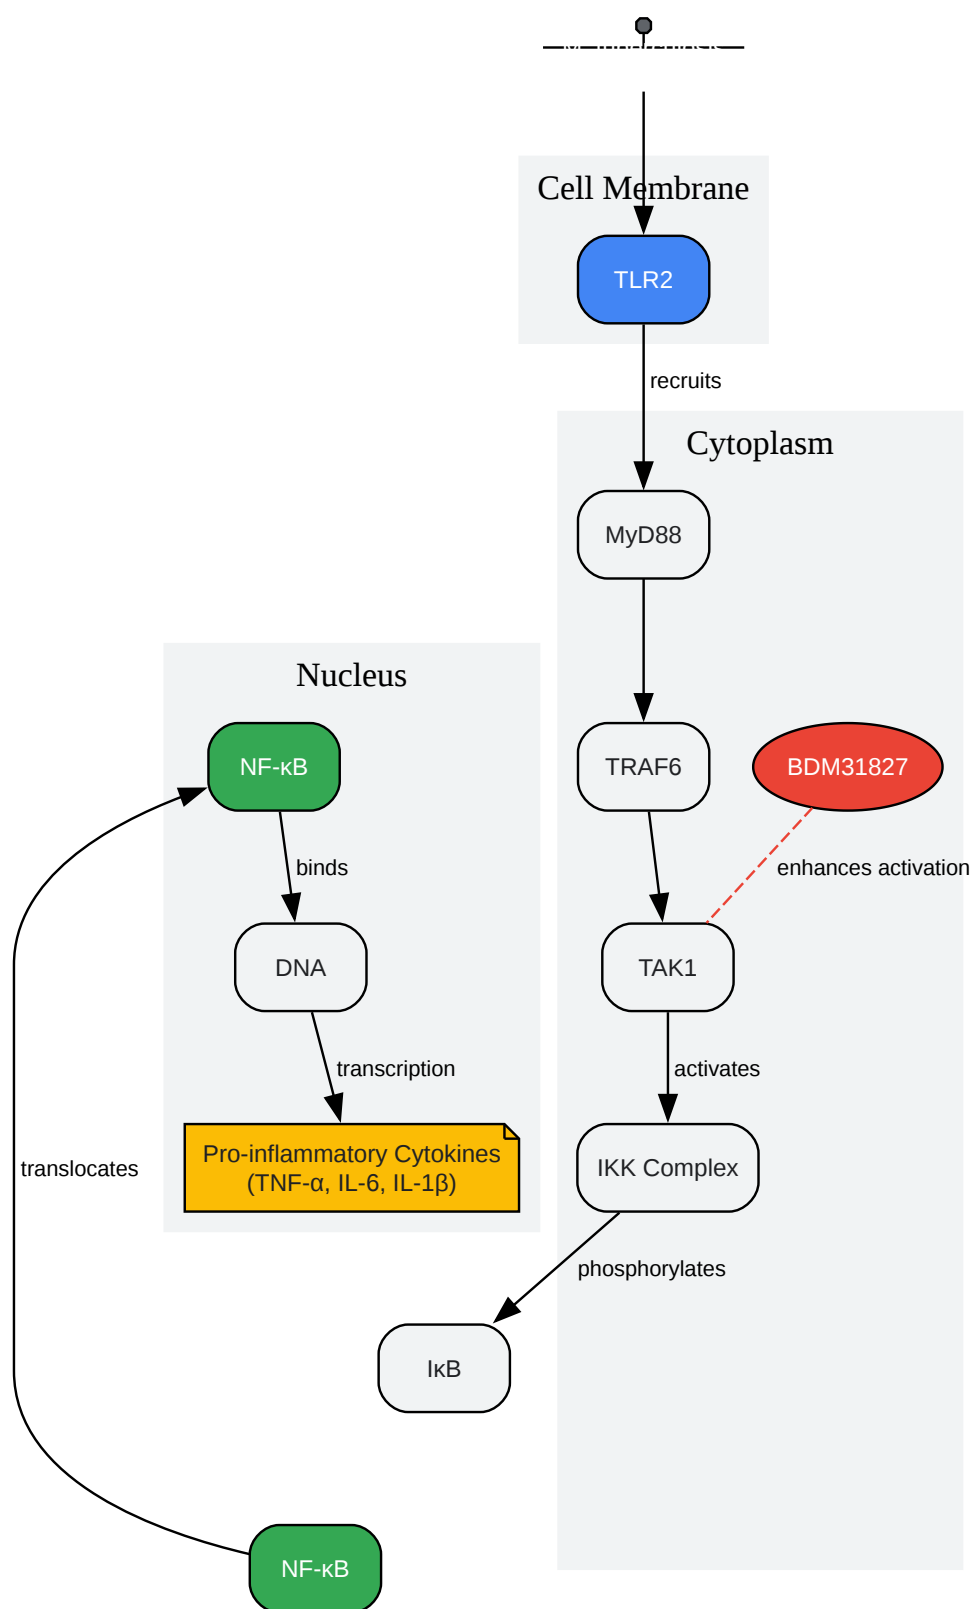 Cell Membrane
TLR2
recruits
Cytoplasm
MyD88
Nucleus
NF-κB
TRAF6
BDM31827
binds
enhances activation
DNA
TAK1
transcription
activates
translocates
Pro-inflammatory Cokines
(TNF-α, IL-6, IL-1β)
IKK Complex
phosphorylates
IκB
NF-κB